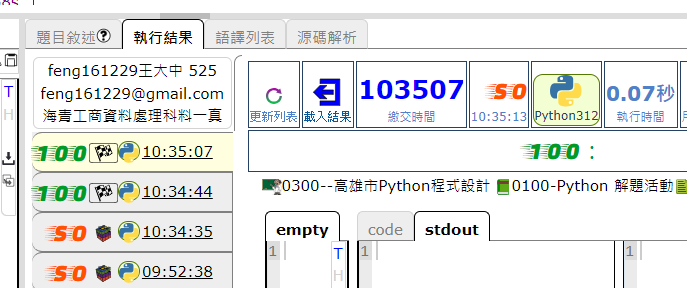 題目敘述?
執行結果
語譯列表
源碼解析
T
H
feng161229王大中 525
feng161229@gmail.com
海青工商資料處理科料一真
100 10:35:07
100 10:34:44
50 10:34:35
50 09:52:38
更新列表
載入結果
103507
繳交時間
50
10:35:13
Python312
0.07秒
執行時間
100：
0300--高雄市Python程式設計 0100-Python 解題活動
empty
code
stdout
1
T
H
1
1